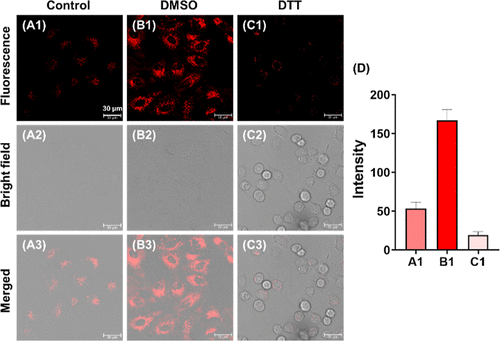 Control DMSO DTT
Fluorescence
(A1) (B1) (C1)
30 μm
(D)
Bright field
(A2) (B2) (C2)
Merged
(A3) (B3) (C3)
Intensity
200
150
100
50
0
A1 B1 C1